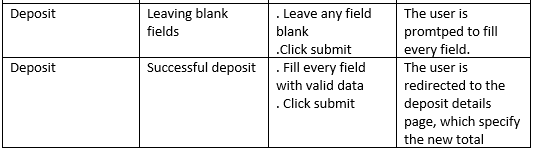 Deposit
Leaving blank
fields
. Leave any field
blank
.Click submit
The user is
promtped to fill
every field.
Deposit
Successful deposit
. Fill every field
with valid data
. Click submit
The user is
redirected to the
deposit details
page, which specify
the new total